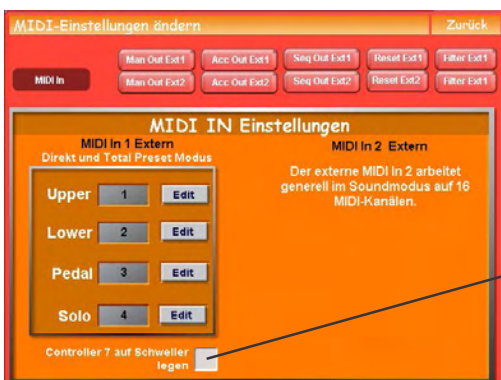 MIDI-Einstellungen ändern Zurück
Man Out Ext1 Acc Out Ext1 Seq Out Ext1 Reset Ext1 Filter Ext1
MIDI In Man Out Ext2 Acc Out Ext2 Seq Out Ext2 Reset Ext2 Filter Ext1
MIDI IN Einstellungen
MIDI In 1 Extern
Direkt und Total Preset Modus
Upper 1 Edit
Lower 2 Edit
Pedal 3 Edit
Solo 4 Edit
Controller 7 auf Schweller
legen
MIDI In 2 Extern
Der externe MIDI In 2 arbeitet
generell im Soundmodus auf 16
MIDI-Kanälen.